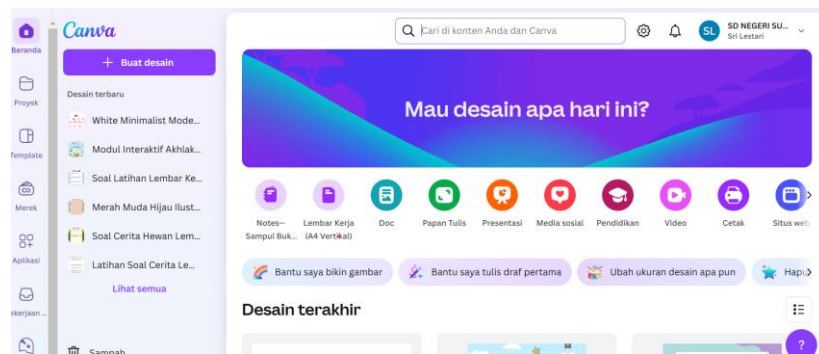 Beranda
Proyek
Template
Merek
Aplikasi
Canva
+ Buat desain
Desain terbaru
White Minimalist Mode...
Modul Interaktif Akhlak...
Soal Latihan Lembar Ke...
Merah Muda Hijau Ilust...
Soal Cerita Hewan Lem...
Latihan Soal Cerita Le...
Lihat semua
Sampah
Cari di konten Anda dan Canva
SL
SD NEGERI SU...
Sri Lestari
Mau desain apa hari ini?
Notes—
Sampul Buk...
Lembar Kerja
(A4 Vertikal)
Doc
Papan Tulis
Presentasi
Media sosial
Pendidikan
Video
Cetak
Situs web
Bantu saya bikin gambar
Bantu saya tulis draf pertama
Ubah ukuran desain apa pun
Desain terakhir
?